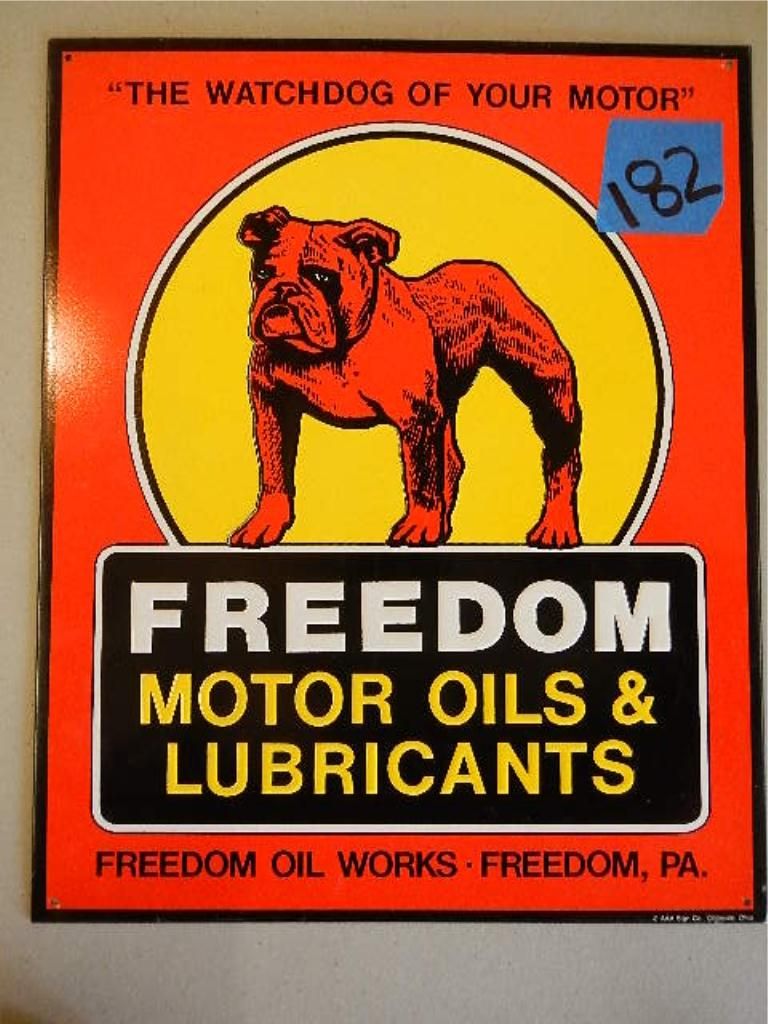 "THE WATCHDOG OF YOUR MOTOR"
182
FREEDOM
MOTOR OILS &
LUBRICANTS
FREEDOM OIL WORKS · FREEDOM, PA.